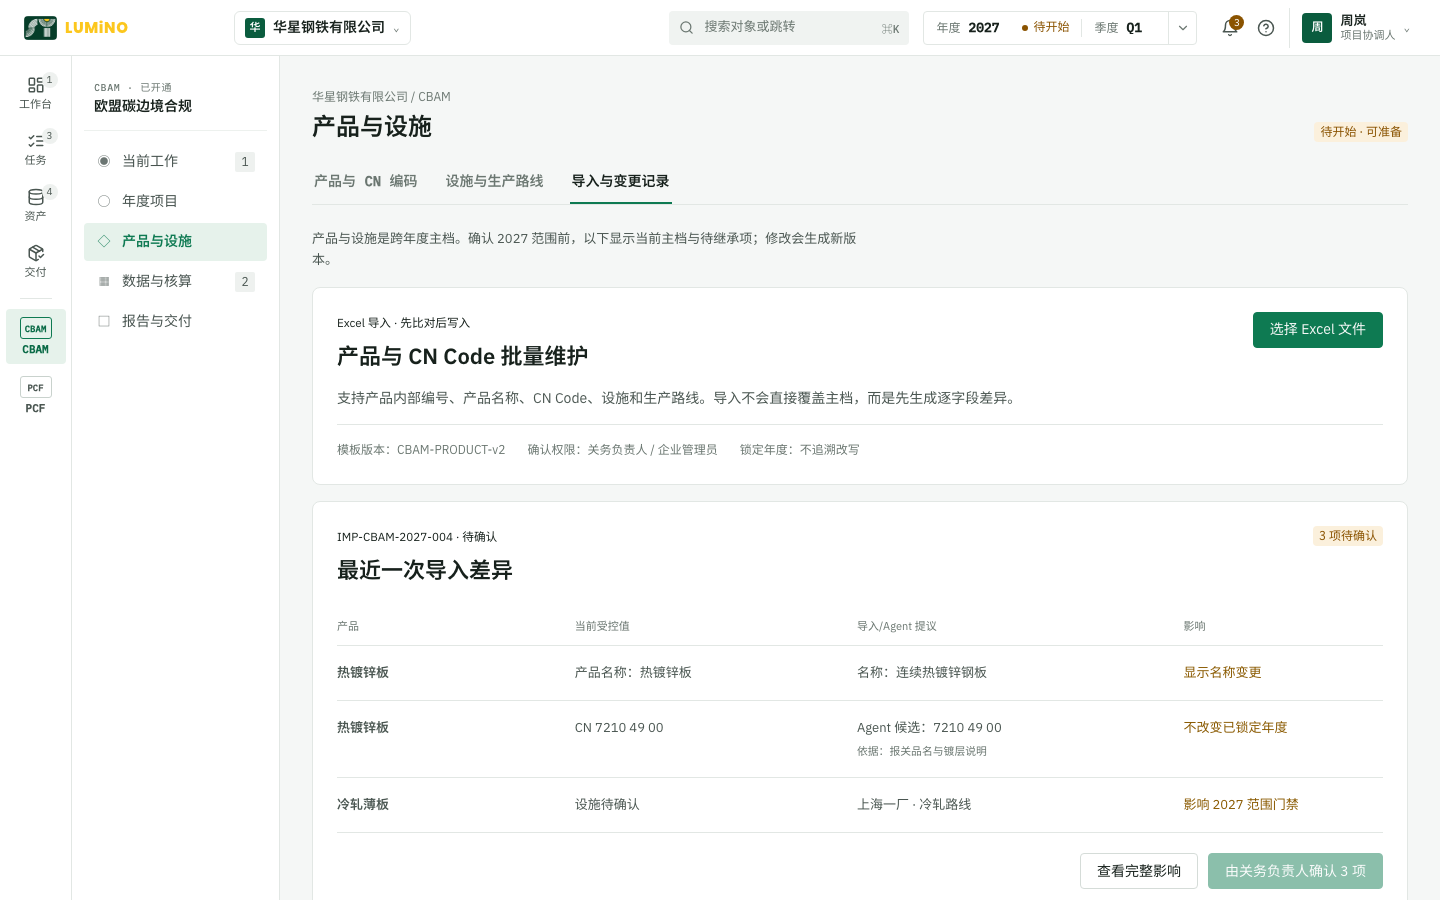 LUMiNO
华 华星钢铁有限公司
搜索对象或跳转 ⌘K
年度 2027 待开始 季度 Q1
3
周 周岚
项目协调人
工作台 1
任务 3
资产 4
交付
CBAM
CBAM
PCF
PCF
CBAM · 已开通
欧盟碳边境合规
当前工作 1
年度项目
产品与设施
数据与核算 2
报告与交付
华星钢铁有限公司 / CBAM
产品与设施
待开始 · 可准备
产品与 CN 编码 设施与生产路线 导入与变更记录
产品与设施是跨年度主档。确认 2027 范围前，以下显示当前主档与待继承项；修改会生成新版
本。
Excel 导入 · 先比对后写入
产品与 CN Code 批量维护
选择 Excel 文件
支持产品内部编号、产品名称、CN Code、设施和生产路线。导入不会直接覆盖主档，而是先生成逐字段差异。
模板版本：CBAM-PRODUCT-v2 确认权限：关务负责人 / 企业管理员 锁定年度：不追溯改写
IMP-CBAM-2027-004 · 待确认
最近一次导入差异
3 项待确认
产品 当前受控值 导入/Agent 提议 影响
热镀锌板 产品名称：热镀锌板 名称：连续热镀锌钢板 显示名称变更
热镀锌板 CN 7210 49 00 Agent 候选：7210 49 00 不改变已锁定年度
依据：报关品名与镀层说明
冷轧薄板 设施待确认 上海一厂 · 冷轧路线 影响 2027 范围门禁
查看完整影响 由关务负责人确认 3 项